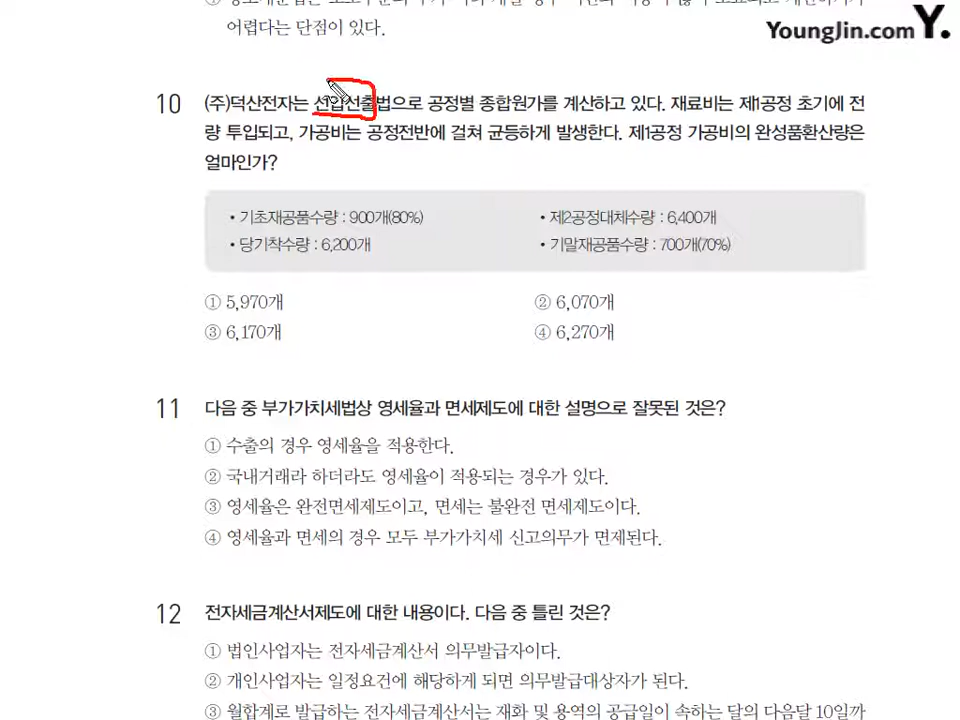 어렵다는 단점이 있다.
YoungJin.com Y.
10 (주)덕산전자는 선입선출법으로 공정별 종합원가를 계산하고 있다. 재료비는 제1공정 초기에 전
량 투입되고, 가공비는 공정전반에 걸쳐 균등하게 발생한다. 제1공정 가공비의 완성품환산량은
얼마인가?
• 기초재공품수량 : 900개(80%) • 제2공정대체수량 : 6,400개
• 당기착수량 : 6,200개 • 기말재공품수량 : 700개(70%)
① 5,970개 ② 6,070개
③ 6,170개 ④ 6,270개
11 다음 중 부가가치세법상 영세율과 면세제도에 대한 설명으로 잘못된 것은?
① 수출의 경우 영세율을 적용한다.
② 국내거래라 하더라도 영세율이 적용되는 경우가 있다.
③ 영세율은 완전면세제도이고, 면세는 불완전 면세제도이다.
④ 영세율과 면세의 경우 모두 부가가치세 신고의무가 면제된다.
12 전자세금계산서제도에 대한 내용이다. 다음 중 틀린 것은?
① 법인사업자는 전자세금계산서 의무발급자이다.
② 개인사업자는 일정요건에 해당하게 되면 의무발급대상자가 된다.
③ 월합계로 발급하는 전자세금계산서는 재화 및 용역의 공급일이 속하는 달의 다음달 10일까